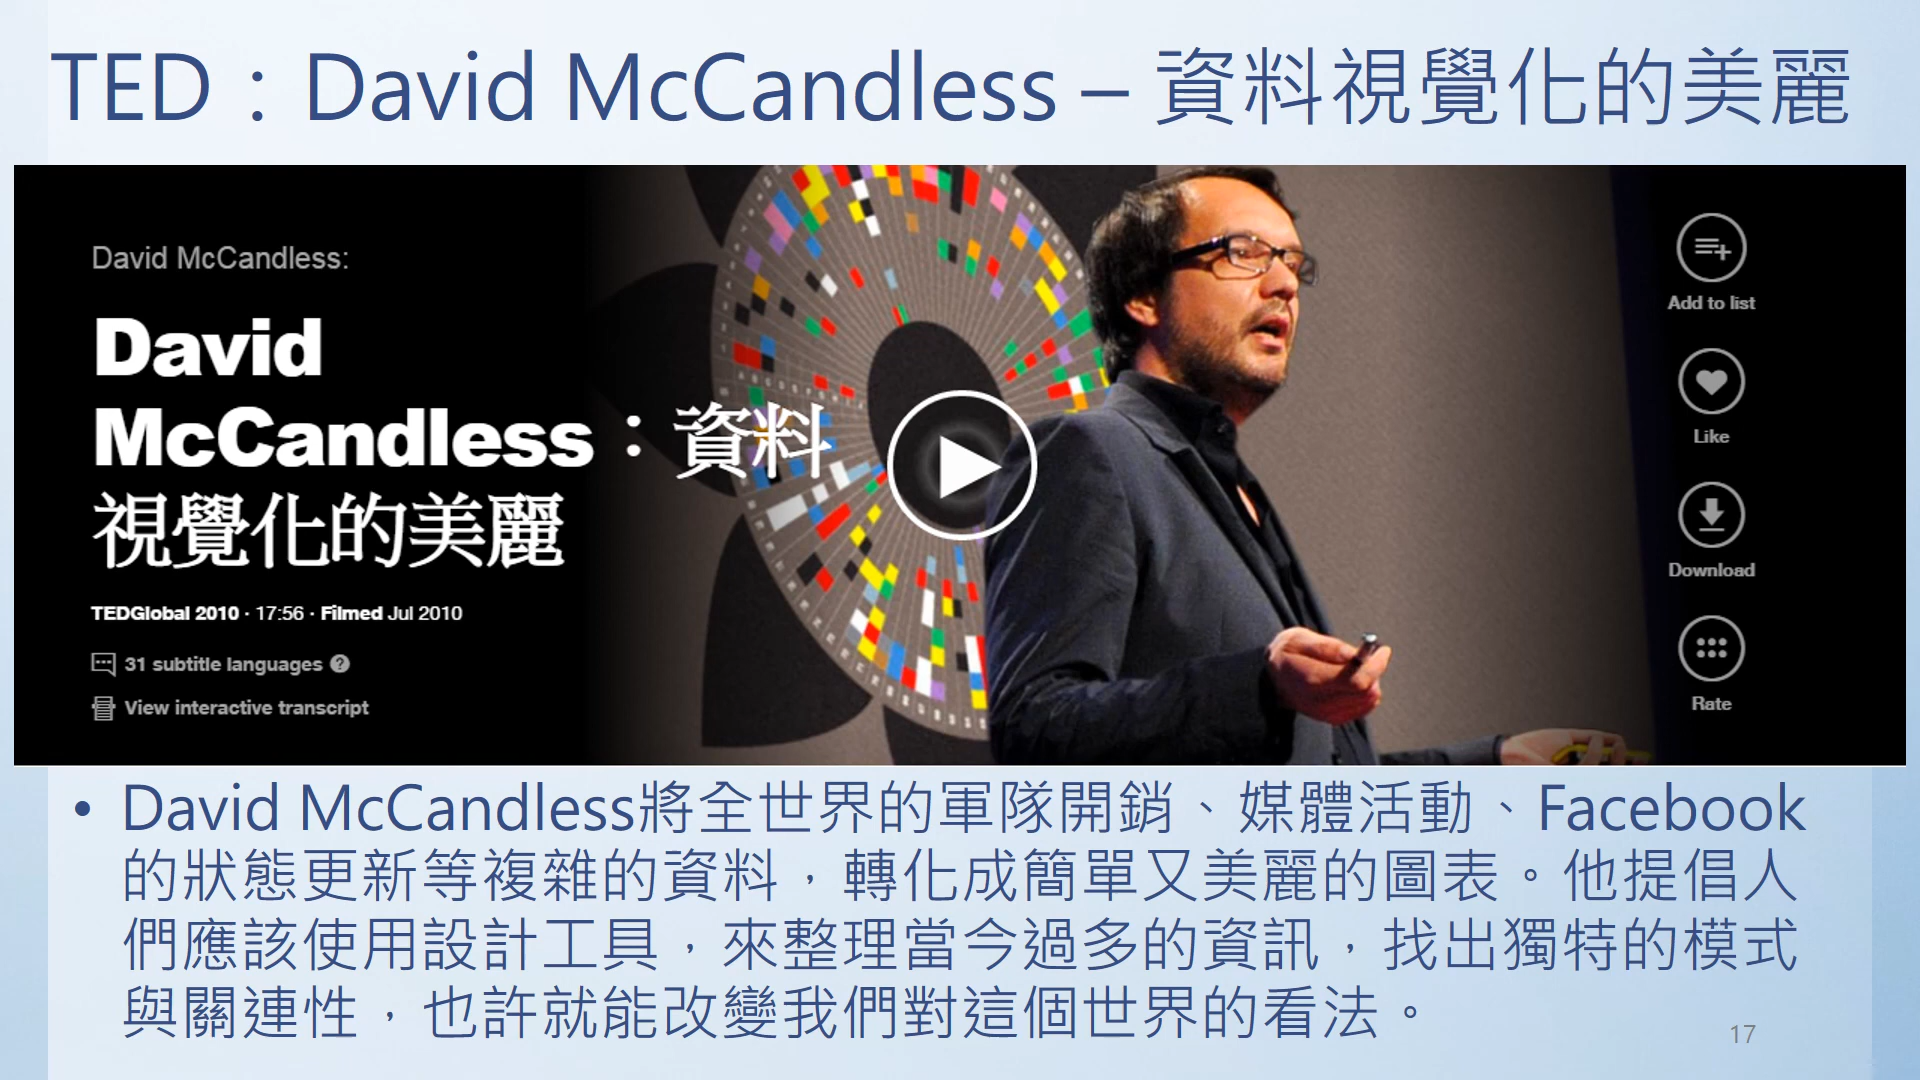 TED：David McCandless – 資料視覺化的美麗
David McCandless:
David
McCandless：資料
視覺化的美麗
TEDGlobal 2010 · 17:56 · Filmed Jul 2010
31 subtitle languages ?
View interactive transcript
Add to list
Like
Download
Rate
• David McCandless將全世界的軍隊開銷、媒體活動、Facebook
的狀態更新等複雜的資料，轉化成簡單又美麗的圖表。他提倡人
們應該使用設計工具，來整理當今過多的資訊，找出獨特的模式
與關連性，也許就能改變我們對這個世界的看法。
17